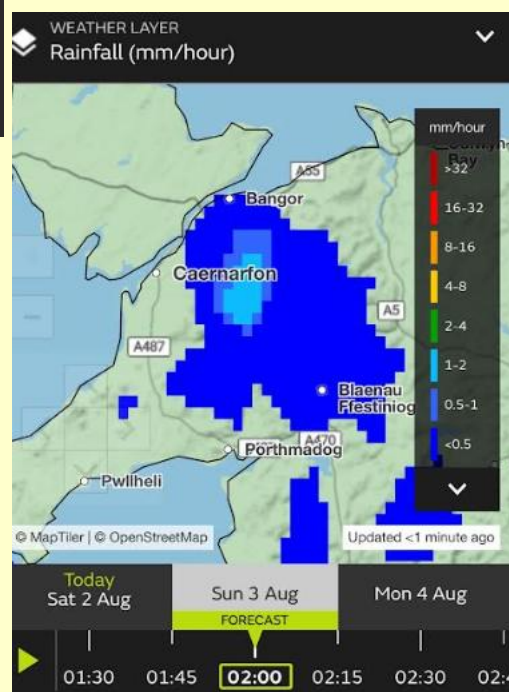 WEATHER LAYER
Rainfall (mm/hour)
mm/hour
Bay
>32
A55
16-32
Bangor
8-16
Caernarfon
4-8
A5
2-4
A487
1-2
Blaenau
Ffestiniog
0.5-1
<0.5
A470
Porthmadog
Pwllheli
© MapTiler | © OpenStreetMap
Updated <1 minute ago
Today
Sat 2 Aug
Sun 3 Aug
Mon 4 Aug
FORECAST
01:30 01:45 02:00 02:15 02:30